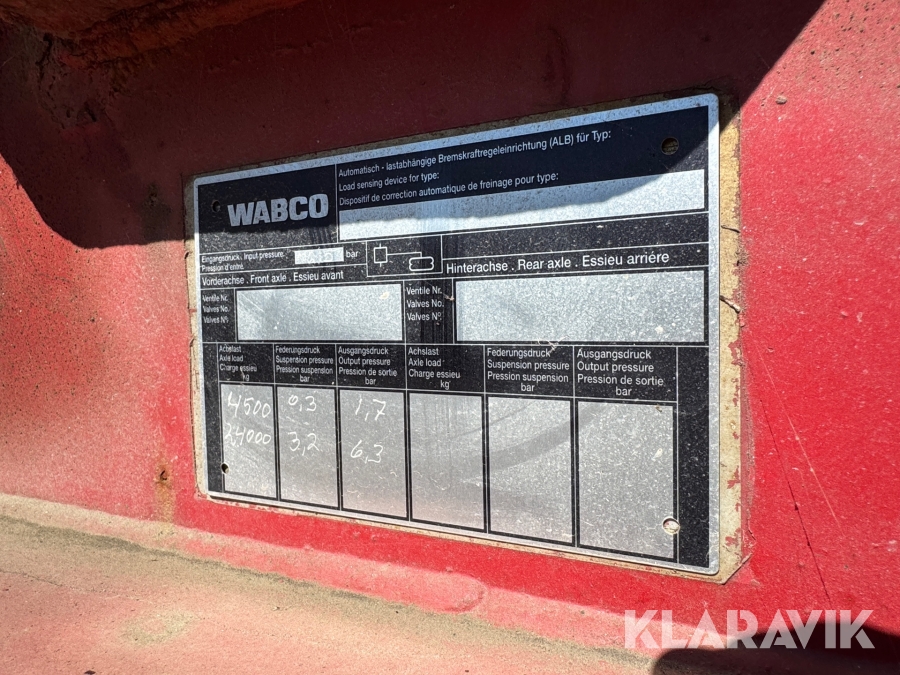 WABCO
Automatisch - lastabhängige Bremskraftregeleinrichtung (ALB) für Typ:
Load sensing device for type:
Dispositif de correction automatique de freinage pour type:
Eingangsdruck . Input pressure. bar
Pression d'entré.
Vorderachse . Front axle . Essieu avant
Hinterachse . Rear axle . Essieu arriére
Ventile Nr.
Valves No.
Valves Nº.
Ventile Nr.
Valves No.
Valves Nº.
Achslast
Axle load
Charge essieu
kg
Federungsdruck
Suspension pressure
Pression suspension
bar
Ausgangsdruck
Output pressure
Pression de sortie
bar
Achslast
Axle load
Charge essieu
kg
Federungsdruck
Suspension pressure
Pression suspension
bar
Ausgangsdruck
Output pressure
Pression de sortie
bar
4500 0,3 1,7
24000 3,2 6,3
KLARAVIK